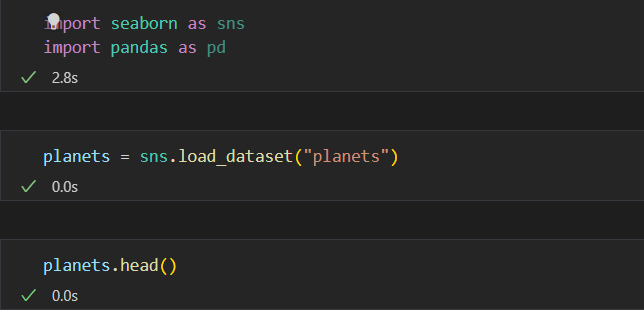 import seaborn as sns
import pandas as pd
2.8s
planets = sns.load_dataset("planets")
0.0s
planets.head()
0.0s